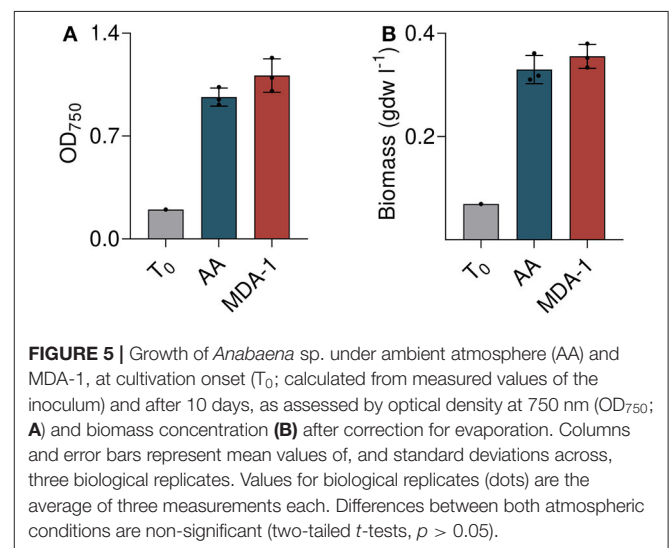 A
1.4
0.7
0.0
OD750
T0
AA
MDA-1
B
0.4
0.2
Biomass (gdw l-1)
T0
AA
MDA-1
FIGURE 5 | Growth of Anabaena sp. under ambient atmosphere (AA) and
MDA-1, at cultivation onset (T0; calculated from measured values of the
inoculum) and after 10 days, as assessed by optical density at 750 nm (OD750;
A) and biomass concentration (B) after correction for evaporation. Columns
and error bars represent mean values of, and standard deviations across,
three biological replicates. Values for biological replicates (dots) are the
average of three measurements each. Differences between both atmospheric
conditions are non-significant (two-tailed t-tests, p > 0.05).